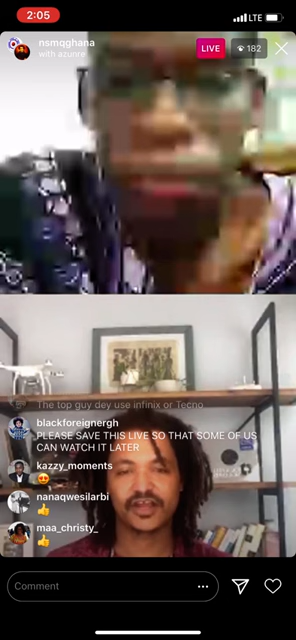 2:05
LTE
nsmqghana
with azunre
LIVE
182
The top guy dey use infinix or Tecno
blackforeignergh
PLEASE SAVE THIS LIVE SO THAT SOME OF US
CAN WATCH IT LATER
kazzy_moments
😍
nanaqwesilarbi
👍
maa_christy_
👍
Comment